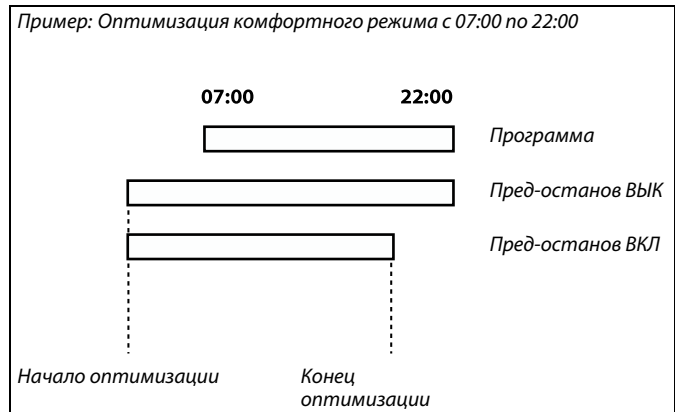 Пример: Оптимизация комфортного режима с 07:00 по 22:00
07:00 22:00
Программа
Пред-останов ВЫК
Пред-останов ВКЛ
Начало оптимизации Конец
оптимизации